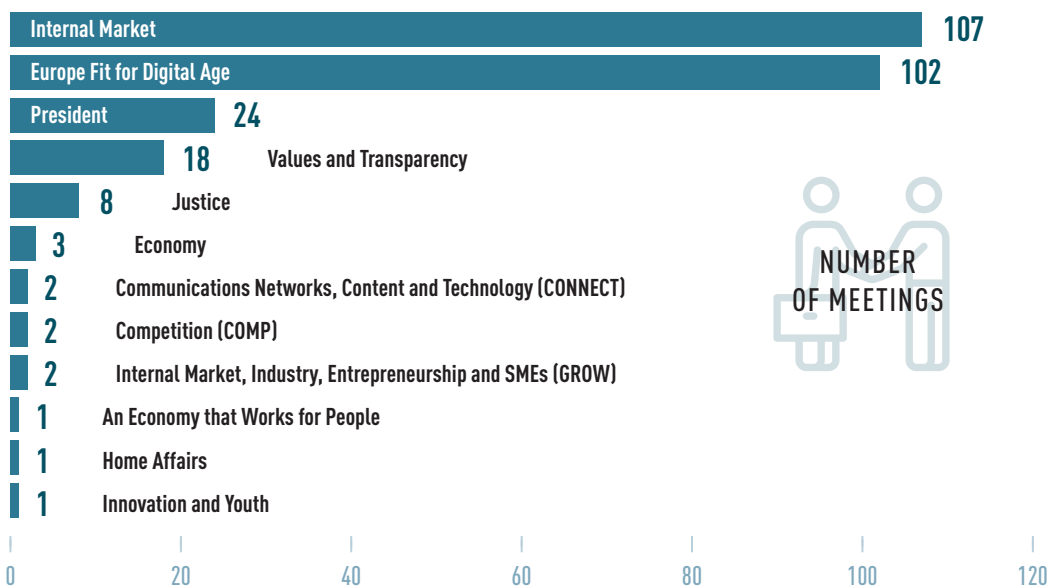 Internal Market 107
Europe Fit for Digital Age 102
President 24
18 Values and Transparency
8 Justice
3 Economy
2 Communications Networks, Content and Technology (CONNECT)
2 Competition (COMP)
2 Internal Market, Industry, Entrepreneurship and SMEs (GROW)
1 An Economy that Works for People
1 Home Affairs
1 Innovation and Youth
NUMBER
OF MEETINGS
0 20 40 60 80 100 120